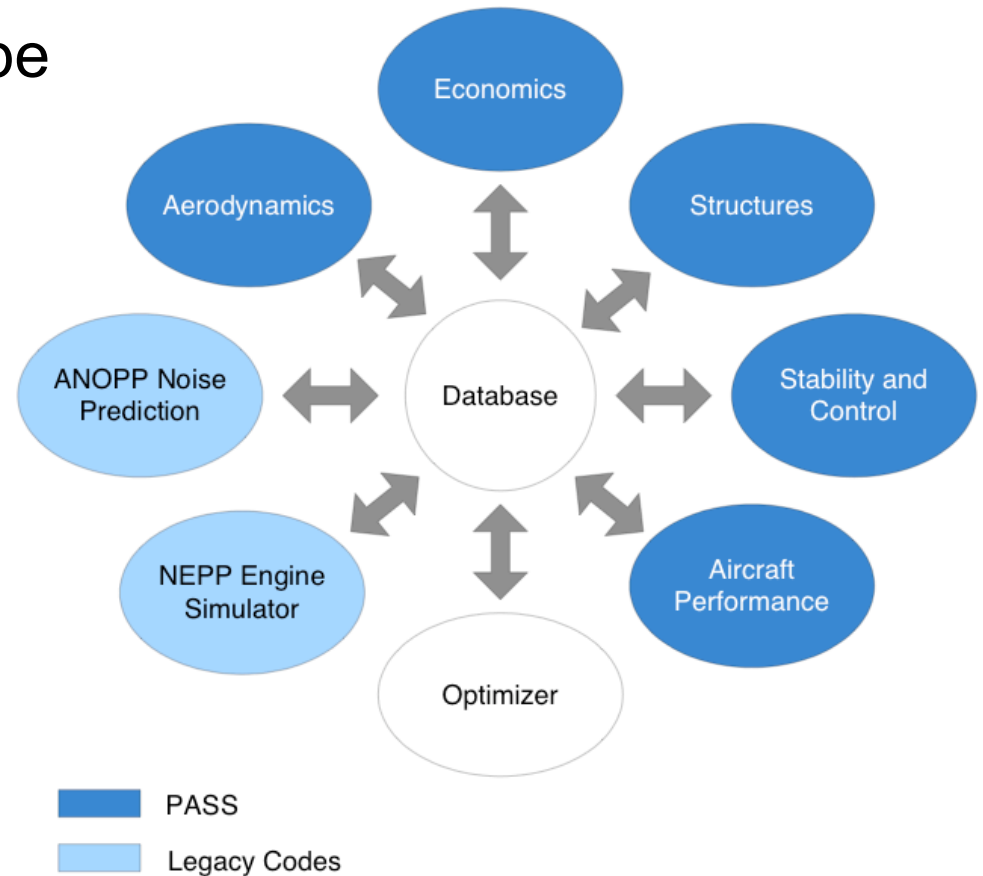 pe
Economics
Aerodynamics
Structures
ANOPP Noise
Prediction
Database
Stability and
Control
NEPP Engine
Simulator
Aircraft
Performance
Optimizer
PASS
Legacy Codes